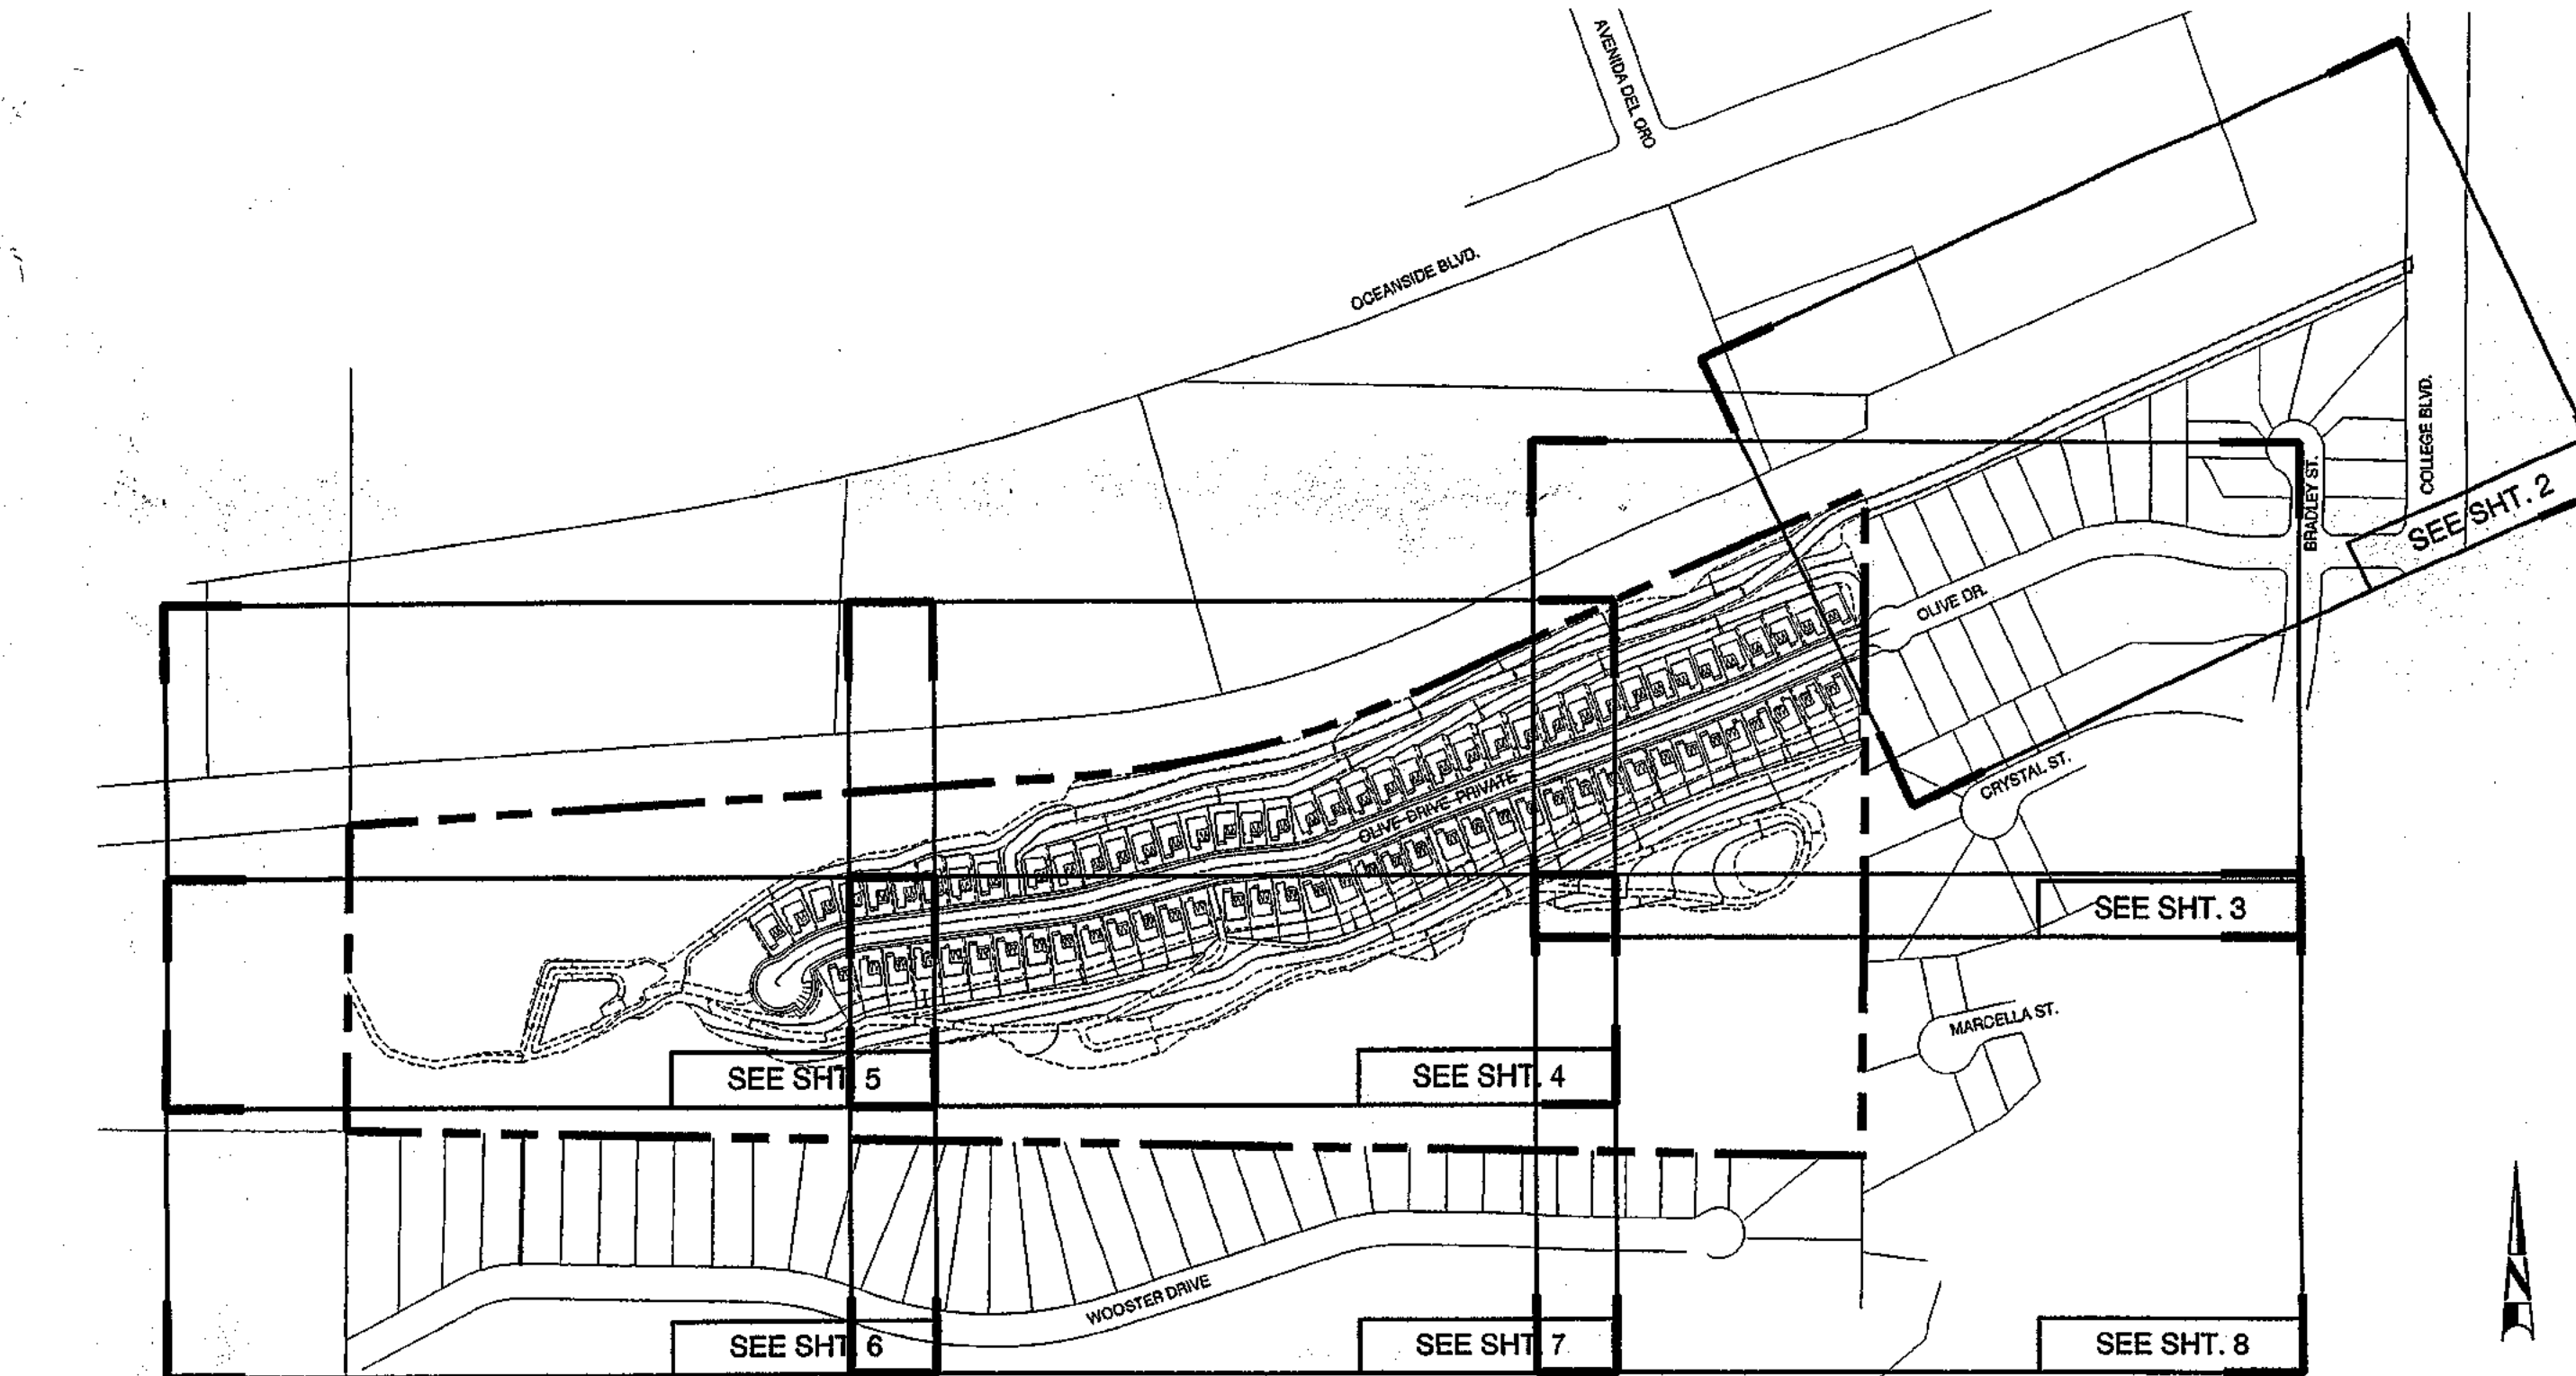 AVENIDA DEL ORO
OCEANSIDE BLVD.
COLLEGE BLVD.
BRADLEY ST.
SEE SHT. 2
OLIVE DR.
OLIVE DRIVE PRIVATE
CRYSTAL ST.
SEE SHT. 3
MARCELLA ST.
SEE SHT. 5
SEE SHT. 4
WOOSTER DRIVE
SEE SHT. 6
SEE SHT. 7
SEE SHT. 8
N